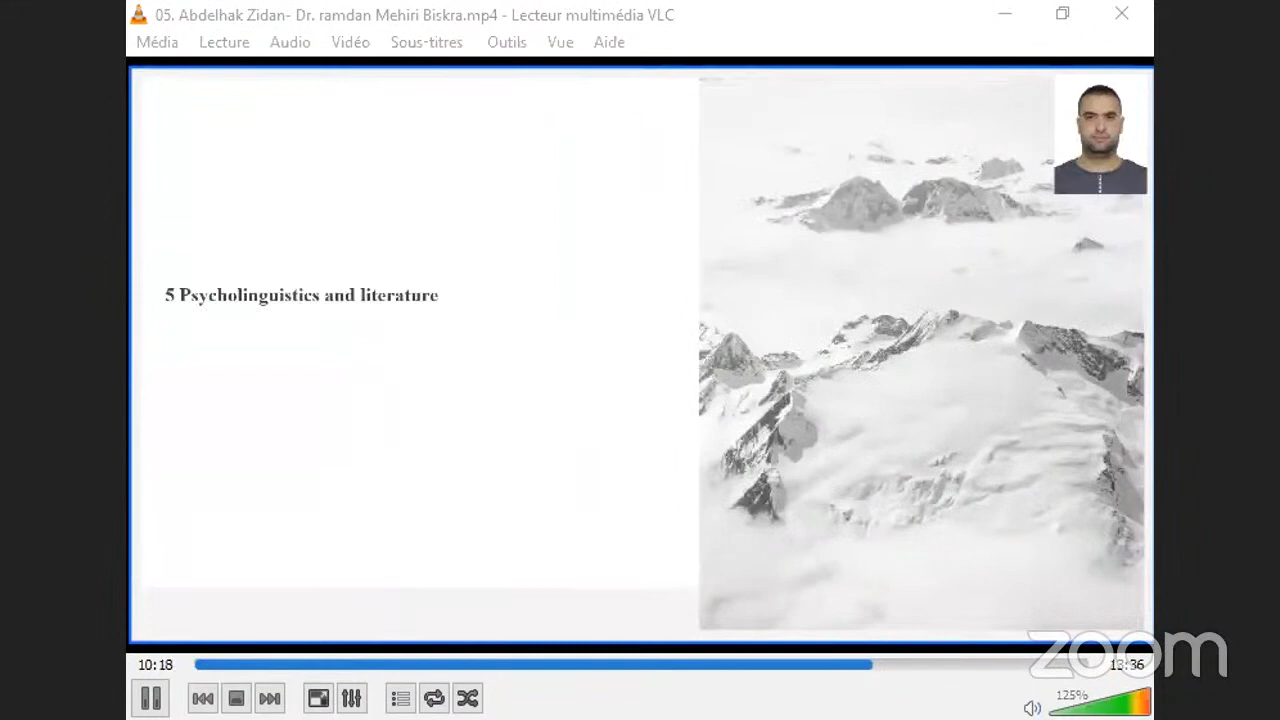 05. Abdelhak Zidan- Dr. ramdan Mehiri Biskra.mp4 - Lecteur multimédia VLC
Média Lecture Audio Vidéo Sous-titres Outils Vue Aide
5 Psycholinguistics and literature
zoom
10:18 13:36
125%